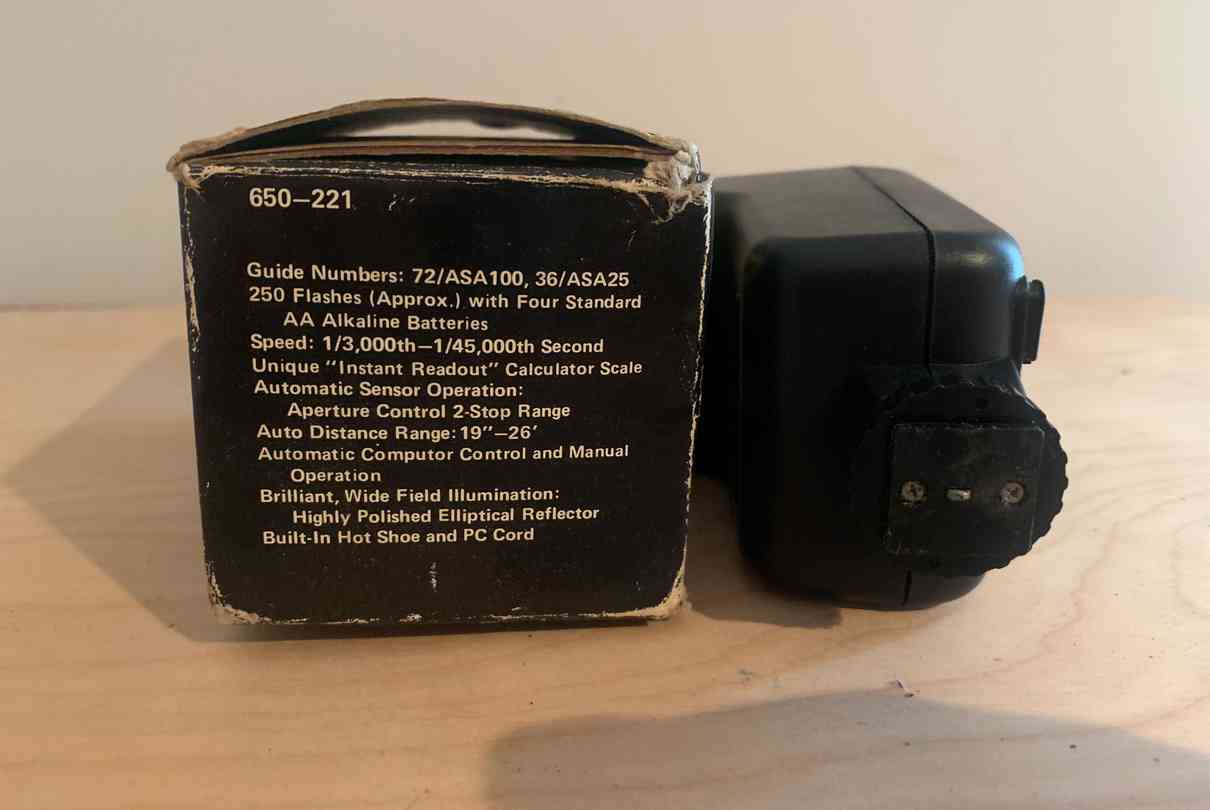 650–221
Guide Numbers: 72/ASA100, 36/ASA25
250 Flashes (Approx.) with Four Standard
AA Alkaline Batteries
Speed: 1/3,000th–1/45,000th Second
Unique "Instant Readout" Calculator Scale
Automatic Sensor Operation:
Aperture Control 2-Stop Range
Auto Distance Range: 19"–26'
Automatic Computor Control and Manual
Operation
Brilliant, Wide Field Illumination:
Highly Polished Elliptical Reflector
Built-In Hot Shoe and PC Cord